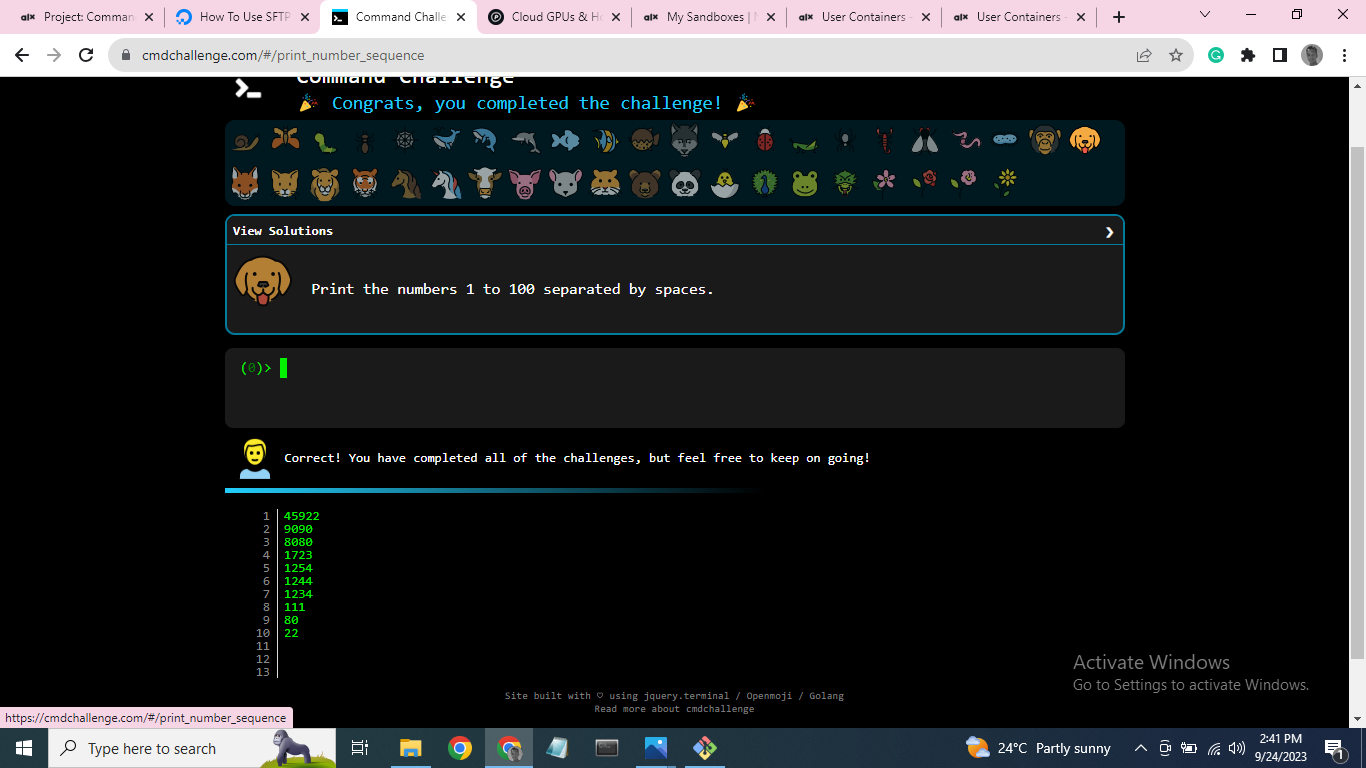 Project: Comman
How To Use SFTP
Command Challe
Cloud GPUs & H
My Sandboxes |
User Containers -
User Containers -
cmdchallenge.com/#/print_number_sequence
Command Challenge
Congrats, you completed the challenge!
View Solutions
Print the numbers 1 to 100 separated by spaces.
(0)>
Correct! You have completed all of the challenges, but feel free to keep on going!
1 45922
2 9090
3 8080
4 1723
5 1254
6 1244
7 1234
8 111
9 80
10 22
11
12
13
Activate Windows
Go to Settings to activate Windows.
Site built with ♡ using jquery.terminal / Openmoji / Golang
Read more about cmdchallenge
https://cmdchallenge.com/#/print_number_sequence
Type here to search
24°C Partly sunny
2:41 PM
9/24/2023
1